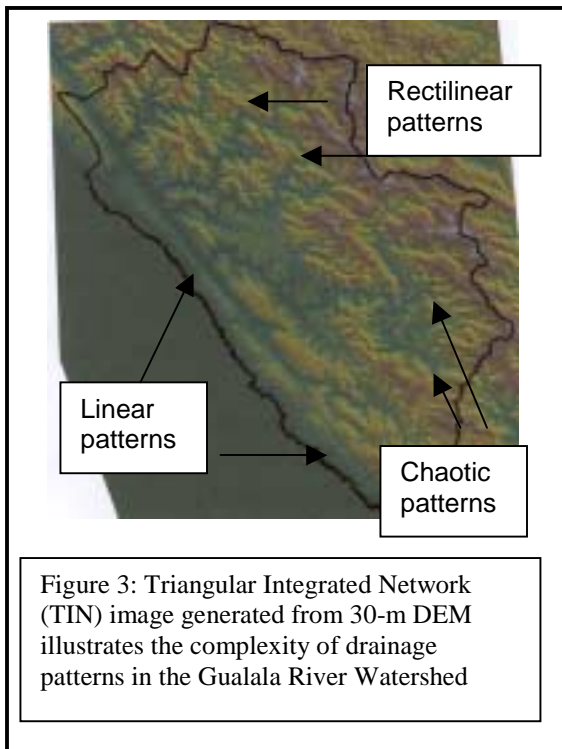 Rectilinear
patterns
Linear
patterns
Chaotic
patterns
Figure 3: Triangular Integrated Network
(TIN) image generated from 30-m DEM
illustrates the complexity of drainage
patterns in the Gualala River Watershed